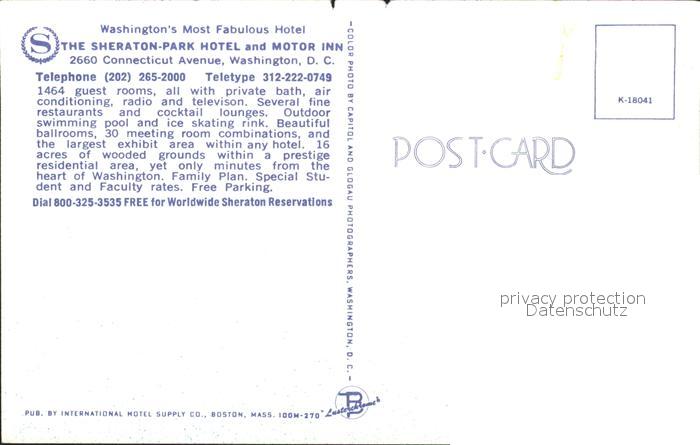 Washington's Most Fabulous Hotel
S
THE SHERATON-PARK HOTEL and MOTOR INN
2660 Connecticut Avenue, Washington, D. C.
Telephone (202) 265-2000 Teletype 312-222-0749
1464 guest rooms, all with private bath, air
conditioning, radio and televison. Several fine
restaurants and cocktail lounges. Outdoor
swimming pool and ice skating rink. Beautiful
ballrooms, 30 meeting room combinations, and
the largest exhibit area within any hotel. 16
acres of wooded grounds within a prestige
residential area, yet only minutes from the
heart of Washington. Family Plan. Special Stu-
dent and Faculty rates. Free Parking.
Dial 800-325-3535 FREE for Worldwide Sheraton Reservations
PUB. BY INTERNATIONAL HOTEL SUPPLY CO., BOSTON, MASS. 100M-270
-COLOR PHOTO BY CAPITOL AND GLOGAU PHOTOGRAPHERS, WASHINGTON, D. C.-
Lusterchrome
K-18041
POST·CARD
privacy protection
Datenschutz